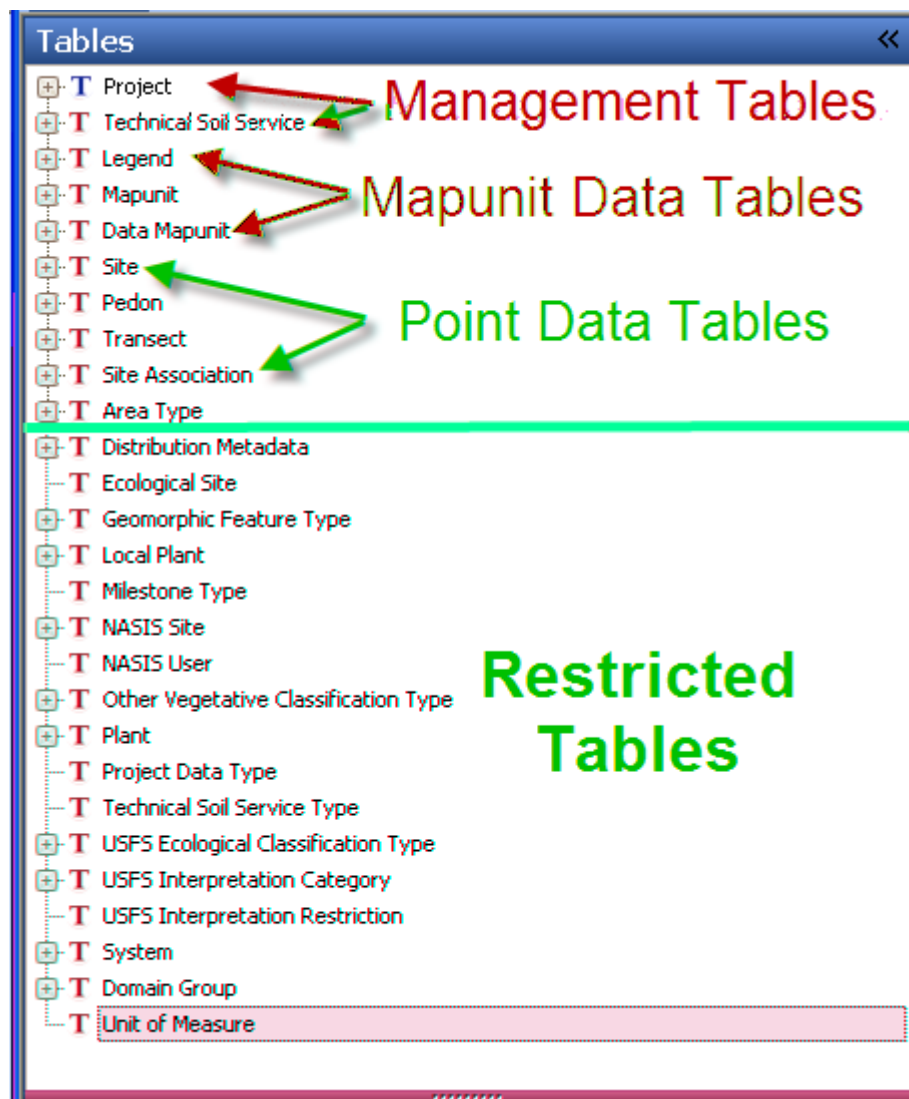 Tables «
T Project
Management Tables
T Technical Soil Service
T Legend
T Mapunit
Mapunit Data Tables
T Data Mapunit
T Site
T Pedon
Point Data Tables
T Transect
T Site Association
T Area Type
T Distribution Metadata
T Ecological Site
T Geomorphic Feature Type
T Local Plant
T Milestone Type
T NASIS Site
T NASIS User
T Other Vegetative Classification Type
T Plant
Restricted
Tables
T Project Data Type
T Technical Soil Service Type
T USFS Ecological Classification Type
T USFS Interpretation Category
T USFS Interpretation Restriction
T System
T Domain Group
T Unit of Measure